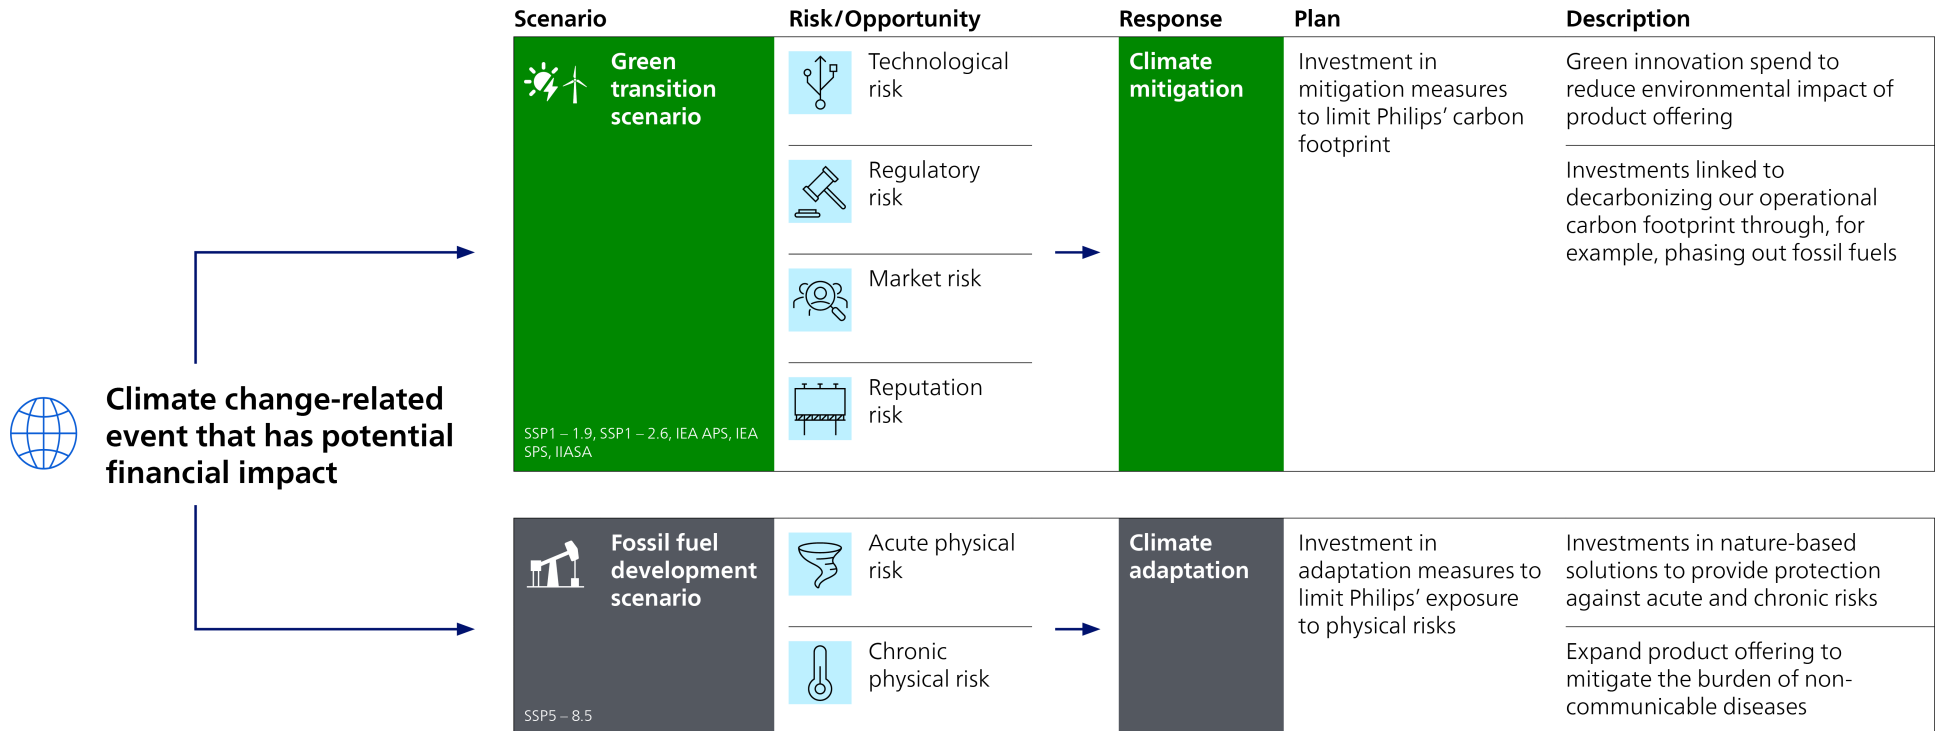 Scenario
Risk/Opportunity
Response
Plan
Description
Climate change-related
event that has potential
financial impact
Green
transition
scenario
SSP1 – 1.9, SSP1 – 2.6, IEA APS, IEA
SPS, IIASA
Technological
risk
Regulatory
risk
Market risk
Reputation
risk
Climate
mitigation
Investment in
mitigation measures
to limit Philips’ carbon
footprint
Green innovation spend to
reduce environmental impact of
product offering
Investments linked to
decarbonizing our operational
carbon footprint through, for
example, phasing out fossil fuels
Fossil fuel
development
scenario
SSP5 – 8.5
Acute physical
risk
Chronic
physical risk
Climate
adaptation
Investment in
adaptation measures to
limit Philips’ exposure
to physical risks
Investments in nature-based
solutions to provide protection
against acute and chronic risks
Expand product offering to
mitigate the burden of non-
communicable diseases